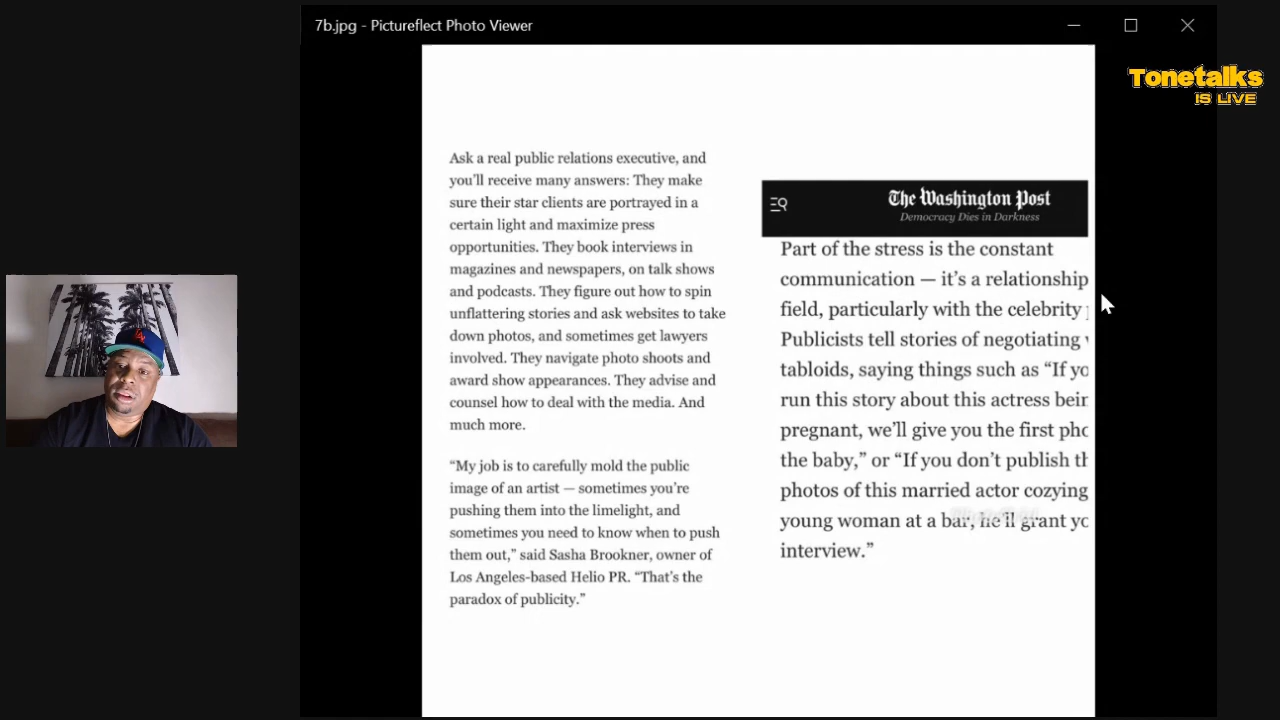 7b.jpg - Pictureflect Photo Viewer
Tonetalks
IS LIVE
Ask a real public relations executive, and
you'll receive many answers: They make
sure their star clients are portrayed in a
certain light and maximize press
opportunities. They book interviews in
magazines and newspapers, on talk shows
and podcasts. They figure out how to spin
unflattering stories and ask websites to take
down photos, and sometimes get lawyers
involved. They navigate photo shoots and
award show appearances. They advise and
counsel how to deal with the media. And
much more.
“My job is to carefully mold the public
image of an artist — sometimes you're
pushing them into the limelight, and
sometimes you need to know when to push
them out,” said Sasha Brookner, owner of
Los Angeles-based Helio PR. “That's the
paradox of publicity.”
The Washington Post
Democracy Dies in Darkness
Part of the stress is the constant
communication — it's a relationship
field, particularly with the celebrity
Publicists tell stories of negotiating
tabloids, saying things such as “If
run this story about this actress
pregnant, we'll give you the first
the baby,” or “If you don't publish
photos of this married actor cozying
young woman at a bar, he'll grant
interview.”